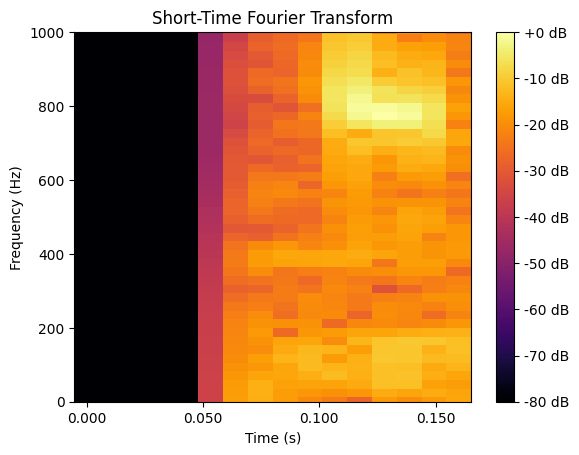 Short-Time Fourier Transform
Frequency (Hz)
1000
800
600
400
200
0
0.000
0.050
0.100
0.150
Time (s)
+0 dB
-10 dB
-20 dB
-30 dB
-40 dB
-50 dB
-60 dB
-70 dB
-80 dB